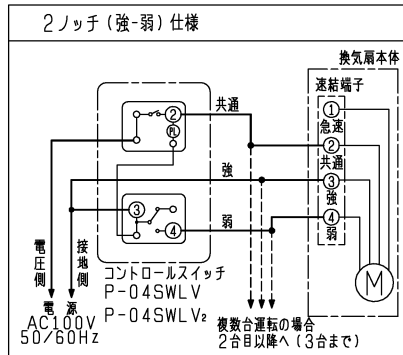 2ノッチ(強-弱)仕様
換気扇本体
速結端子
共通
②
PL
①
急速
②
共通
強
③
③
強
弱
④
④
弱
M
電圧側
接地側
電源
AC100V
50/60Hz
コントロールスイッチ
P-04SWLV
P-04SWLV₂
複数台運転の場合
2台目以降へ(3台まで)